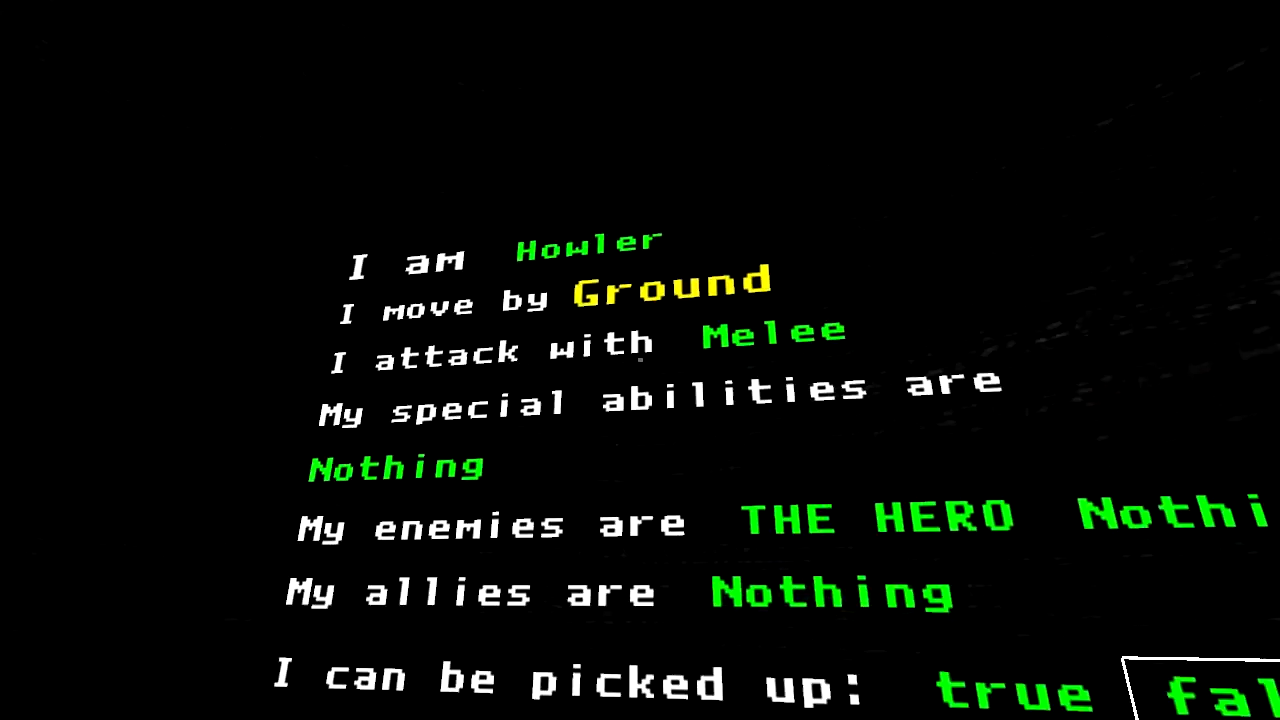 I am Howler
I move by Ground
I attack with Melee
My special abilities are
Nothing
My enemies are THE HERO
My allies are Nothing
I can be picked up: true